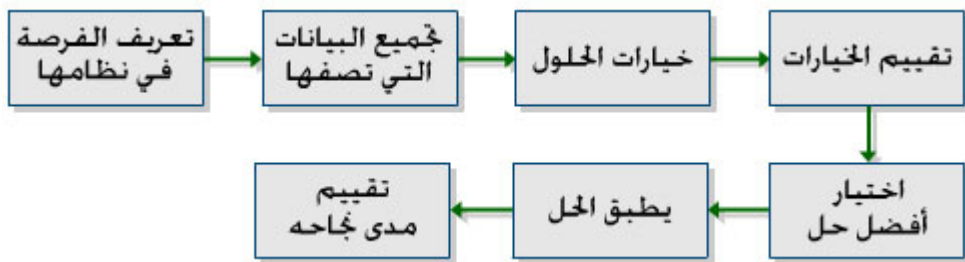 تعريف الفرصة
في نظامها
تجميع البيانات
التي تصفها
خيارات الحلول
تقييم الخيارات
اختيار
أفضل حل
يطبق الحل
تقييم
مدى نجاحه